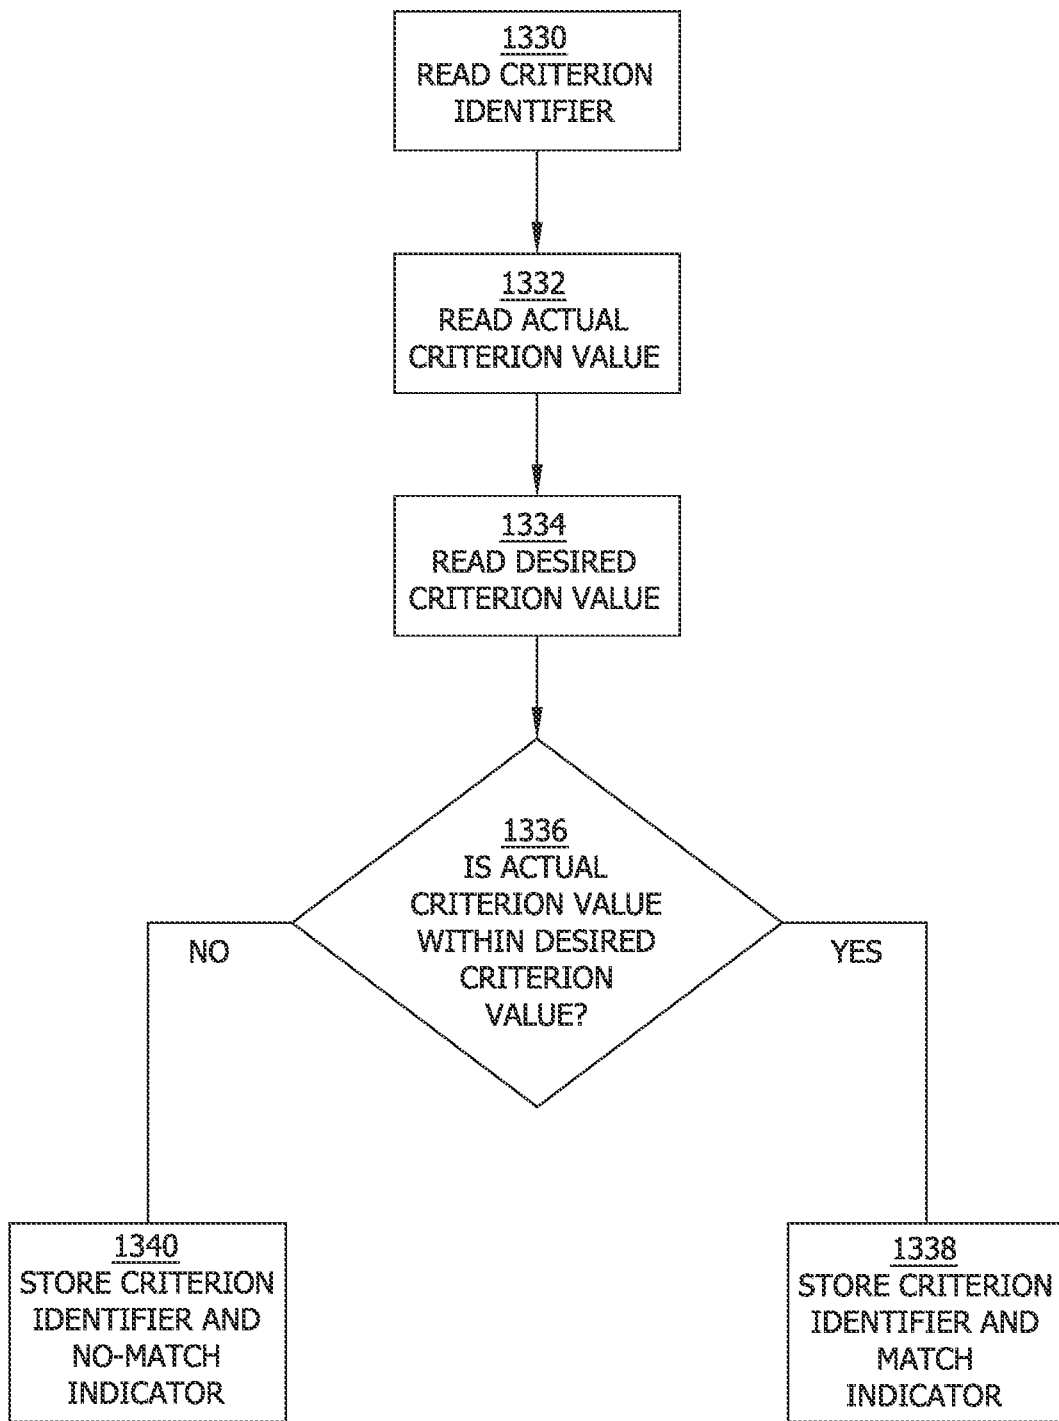 1330
READ CRITERION
IDENTIFIER
1332
READ ACTUAL
CRITERION VALUE
1334
READ DESIRED
CRITERION VALUE
1336
IS ACTUAL
CRITERION VALUE
WITHIN DESIRED
CRITERION
VALUE?
NO
YES
1340
STORE CRITERION
IDENTIFIER AND
NO-MATCH
INDICATOR
1338
STORE CRITERION
IDENTIFIER AND
MATCH
INDICATOR